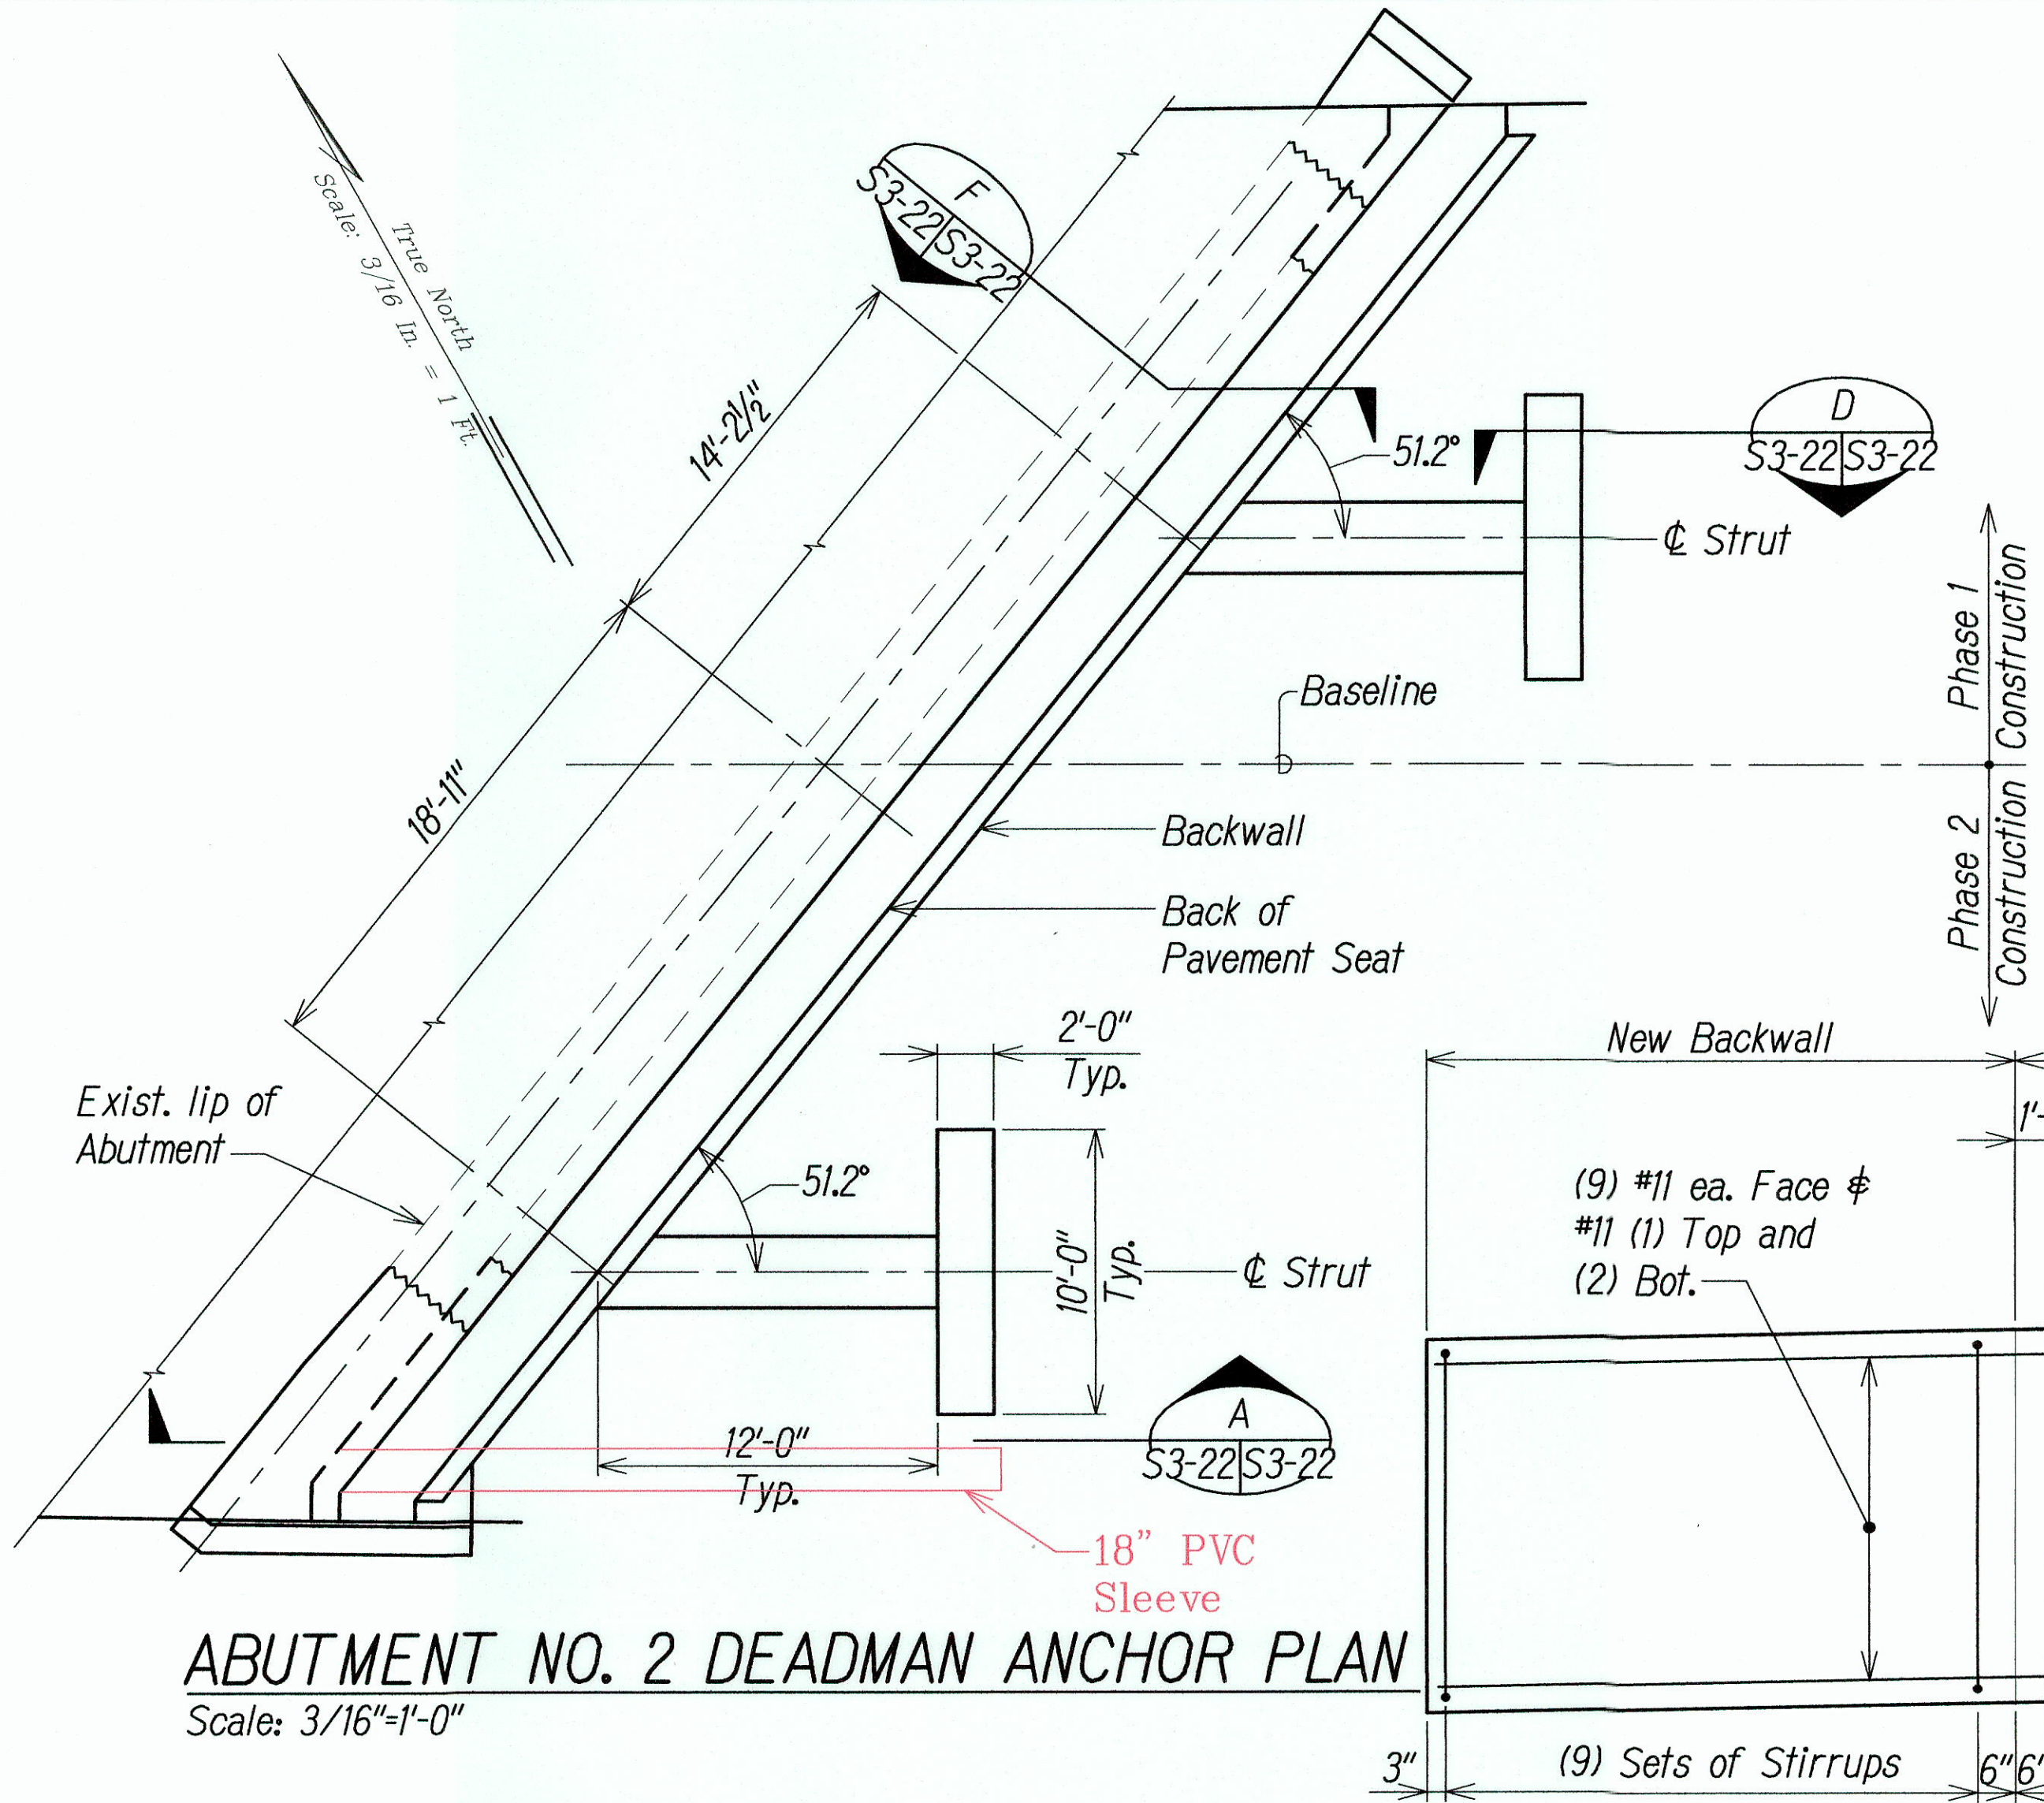 True North
Scale: 3/16 In. = 1 Ft.
F
S3-22 S3-22
14'-2½"
51.2°
D
S3-22 S3-22
℄ Strut
Phase 1
Construction
Baseline
18'-11"
Backwall
Phase 2
Construction
Back of
Pavement Seat
2'-0"
Typ.
New Backwall
Exist. lip of
Abutment
1'-
51.2°
(9) #11 ea. Face &
#11 (1) Top and
(2) Bot.
10'-0"
Typ.
℄ Strut
A
S3-22 S3-22
12'-0"
Typ.
18" PVC
Sleeve
ABUTMENT NO. 2 DEADMAN ANCHOR PLAN
Scale: 3/16"=1'-0"
3"
(9) Sets of Stirrups
6"
6"